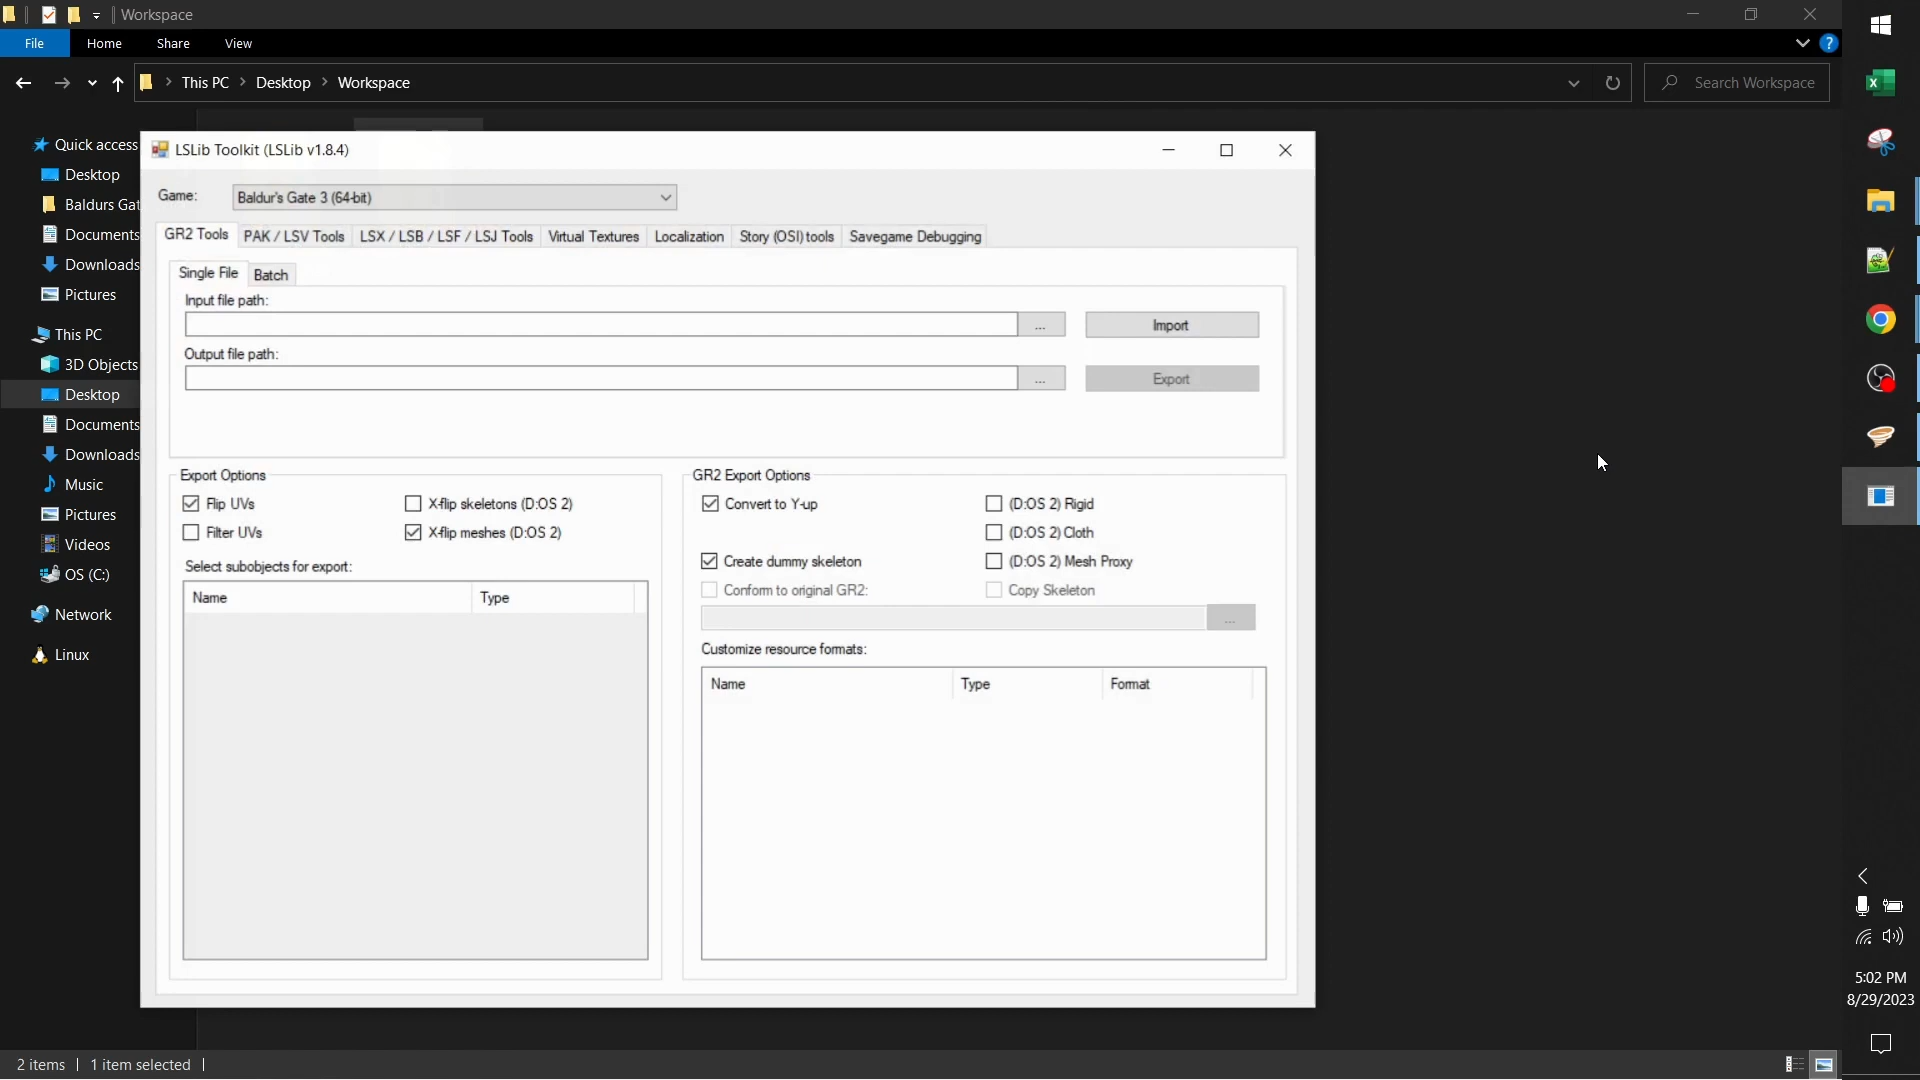 Workspace
File Home Share View
This PC > Desktop > Workspace
Search Workspace
Quick access
Desktop
Baldurs Gat
Documents
Downloads
Pictures
This PC
3D Objects
Desktop
Documents
Downloads
Music
Pictures
Videos
OS (C:)
Network
Linux
LSLib Toolkit (LSLib v1.8.4)
Game: Baldur's Gate 3 (64-bit)
GR2 Tools PAK / LSV Tools LSX / LSB / LSF / LSJ Tools Virtual Textures Localization Story (OSI) tools Savegame Debugging
Single File Batch
Input file path:
... Import
Output file path:
... Export
Export Options
Flip UVs X-flip skeletons (D:OS 2)
Filter UVs X-flip meshes (D:OS 2)
Select subobjects for export:
Name Type
GR2 Export Options
Convert to Y-up (D:OS 2) Rigid
(D:OS 2) Cloth
Create dummy skeleton (D:OS 2) Mesh Proxy
Conform to original GR2: Copy Skeleton
...
Customize resource formats:
Name Type Format
5:02 PM
8/29/2023
2 items 1 item selected